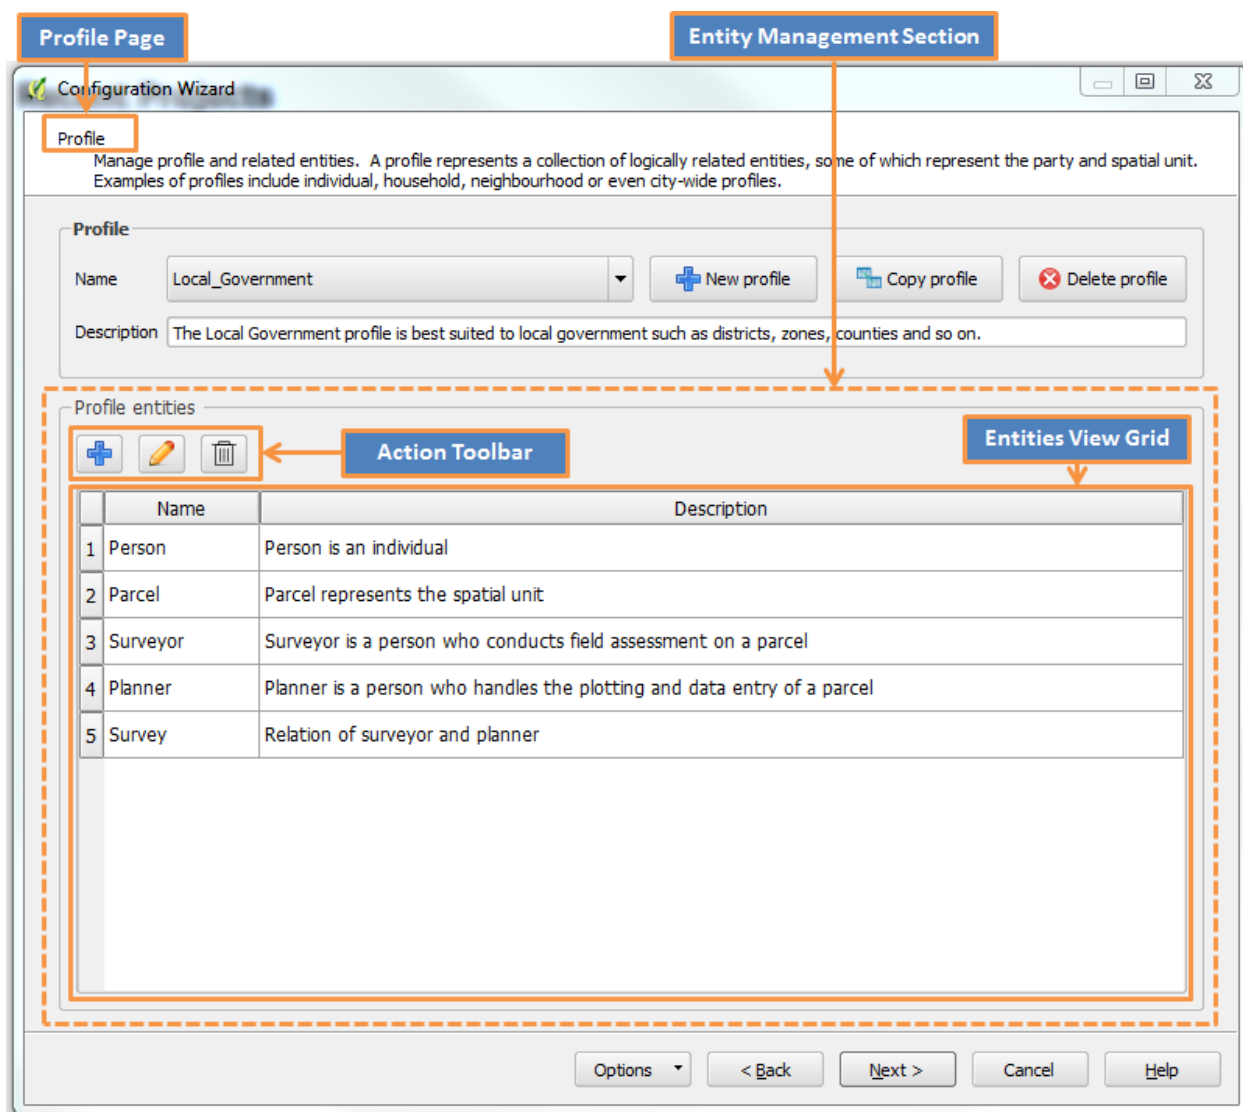 Profile Page
Entity Management Section
Configuration Wizard
Profile
Manage profile and related entities. A profile represents a collection of logically related entities, some of which represent the party and spatial unit.
Examples of profiles include individual, household, neighbourhood or even city-wide profiles.
Profile
Name Local_Government New profile Copy profile Delete profile
Description The Local Government profile is best suited to local government such as districts, zones, counties and so on.
Profile entities
Action Toolbar
Entities View Grid
Name Description
1 Person Person is an individual
2 Parcel Parcel represents the spatial unit
3 Surveyor Surveyor is a person who conducts field assessment on a parcel
4 Planner Planner is a person who handles the plotting and data entry of a parcel
5 Survey Relation of surveyor and planner
Options < Back Next > Cancel Help